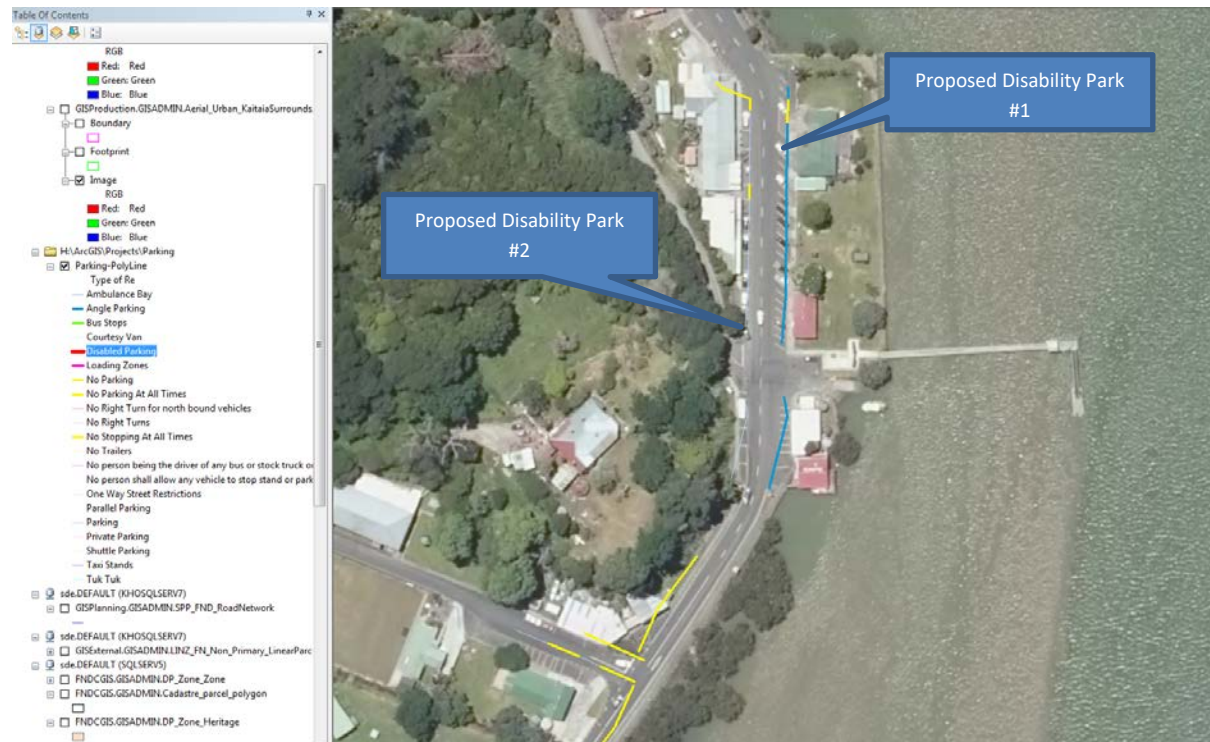 Table Of Contents
RGB
Red: Red
Green: Green
Blue: Blue
GISProduction.GISADMIN.Aerial_Urban_KaitaiaSurrounds
Boundary
Footprint
Image
RGB
Red: Red
Green: Green
Blue: Blue
H:\ArcGIS\Projects\Parking
Parking-PolyLine
Type of Re
Ambulance Bay
Angle Parking
Bus Stops
Courtesy Van
Disabled Parking
Loading Zones
No Parking
No Parking At All Times
No Right Turn for north bound vehicles
No Right Turns
No Stopping At All Times
No Trailers
No person being the driver of any bus or stock truck o
No person shall allow any vehicle to stop stand or park
One Way Street Restrictions
Parallel Parking
Parking
Private Parking
Shuttle Parking
Taxi Stands
Tuk Tuk
sde.DEFAULT (KHOSQLSERV7)
GISPlanning.GISADMIN.SPP_FND_RoadNetwork
sde.DEFAULT (KHOSQLSERV7)
GISExternal.GISADMIN.LINZ_FN_Non_Primary_LinearParc
sde.DEFAULT (SQLSERV5)
FNDCGIS.GISADMIN.DP_Zone_Zone
FNDCGIS.GISADMIN.Cadastre_parcel_polygon
FNDCGIS.GISADMIN.DP_Zone_Heritage
Proposed Disability Park
#1
Proposed Disability Park
#2